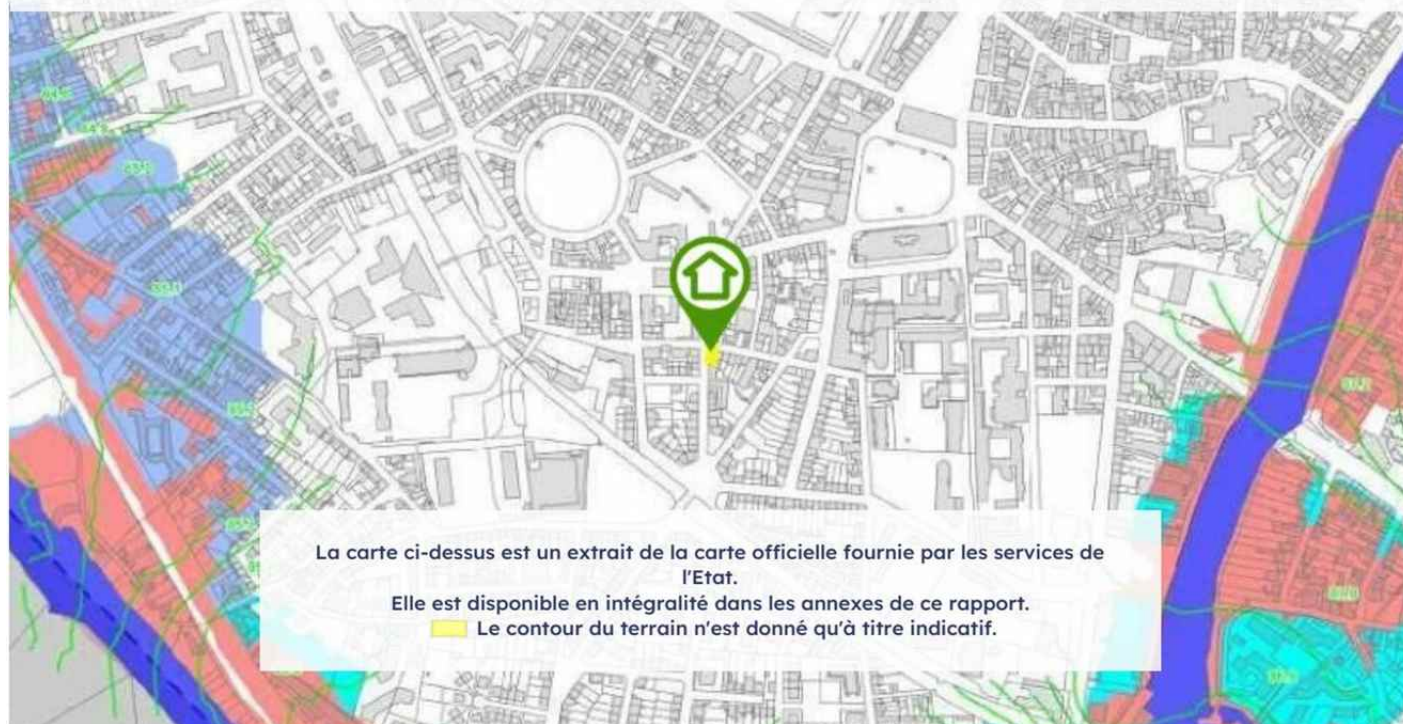 La carte ci-dessus est un extrait de la carte officielle fournie par les services de
l'Etat.
Elle est disponible en intégralité dans les annexes de ce rapport.
Le contour du terrain n'est donné qu'à titre indicatif.